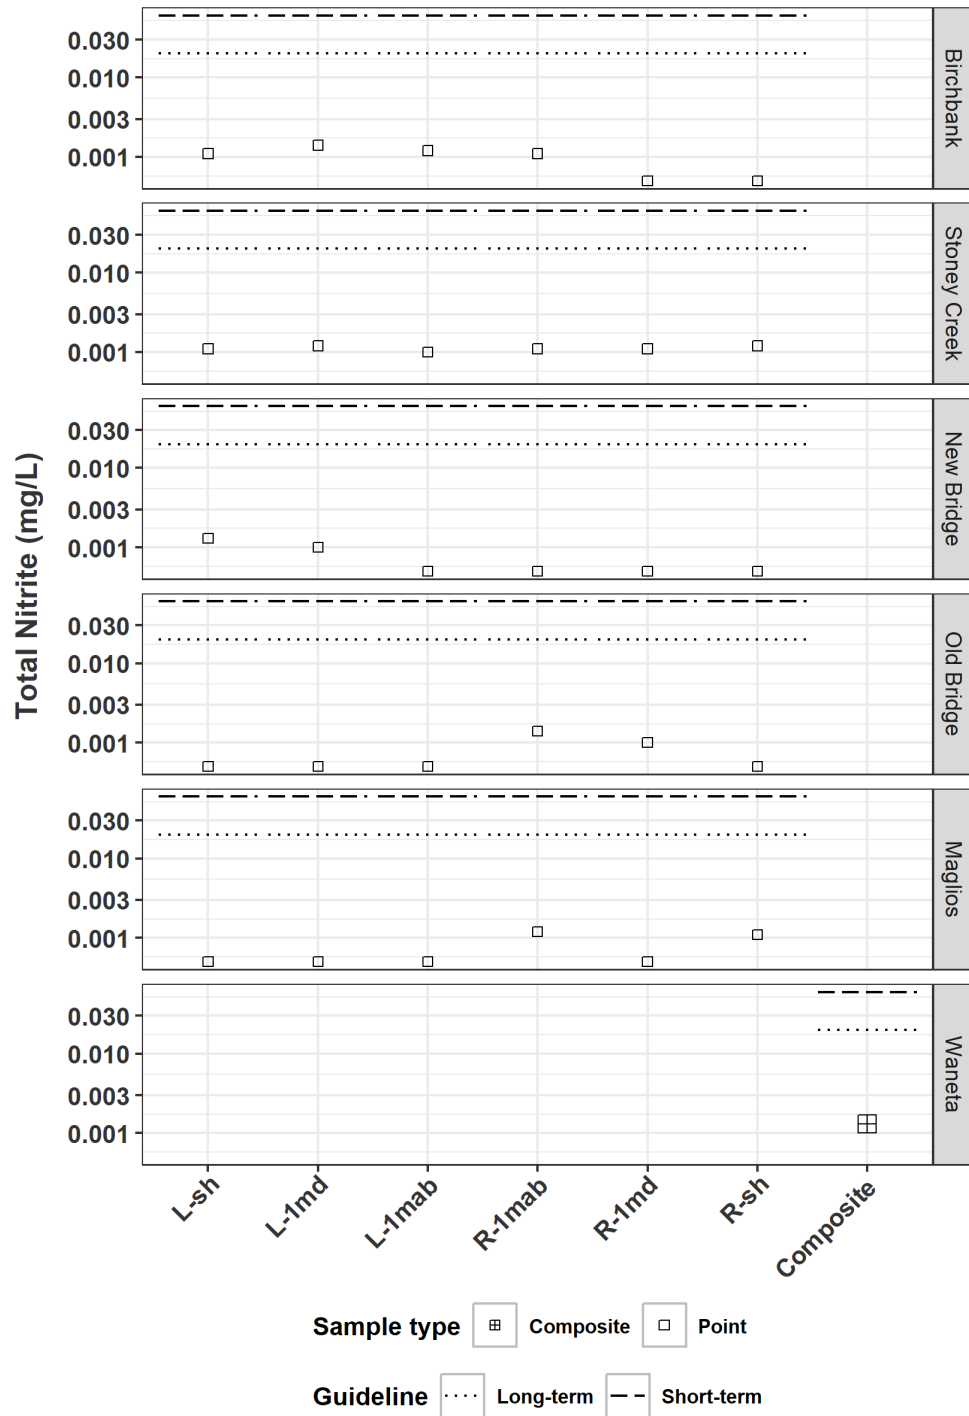 Total Nitrite (mg/L)
0.030
0.010
0.003
0.001
Birchbank
0.030
0.010
0.003
0.001
Stoney Creek
0.030
0.010
0.003
0.001
New Bridge
0.030
0.010
0.003
0.001
Old Bridge
0.030
0.010
0.003
0.001
Maglios
0.030
0.010
0.003
0.001
Waneta
L-sh
L-1md
L-1mab
R-1mab
R-1md
R-sh
Composite
Sample type Composite Point
Guideline Long-term Short-term